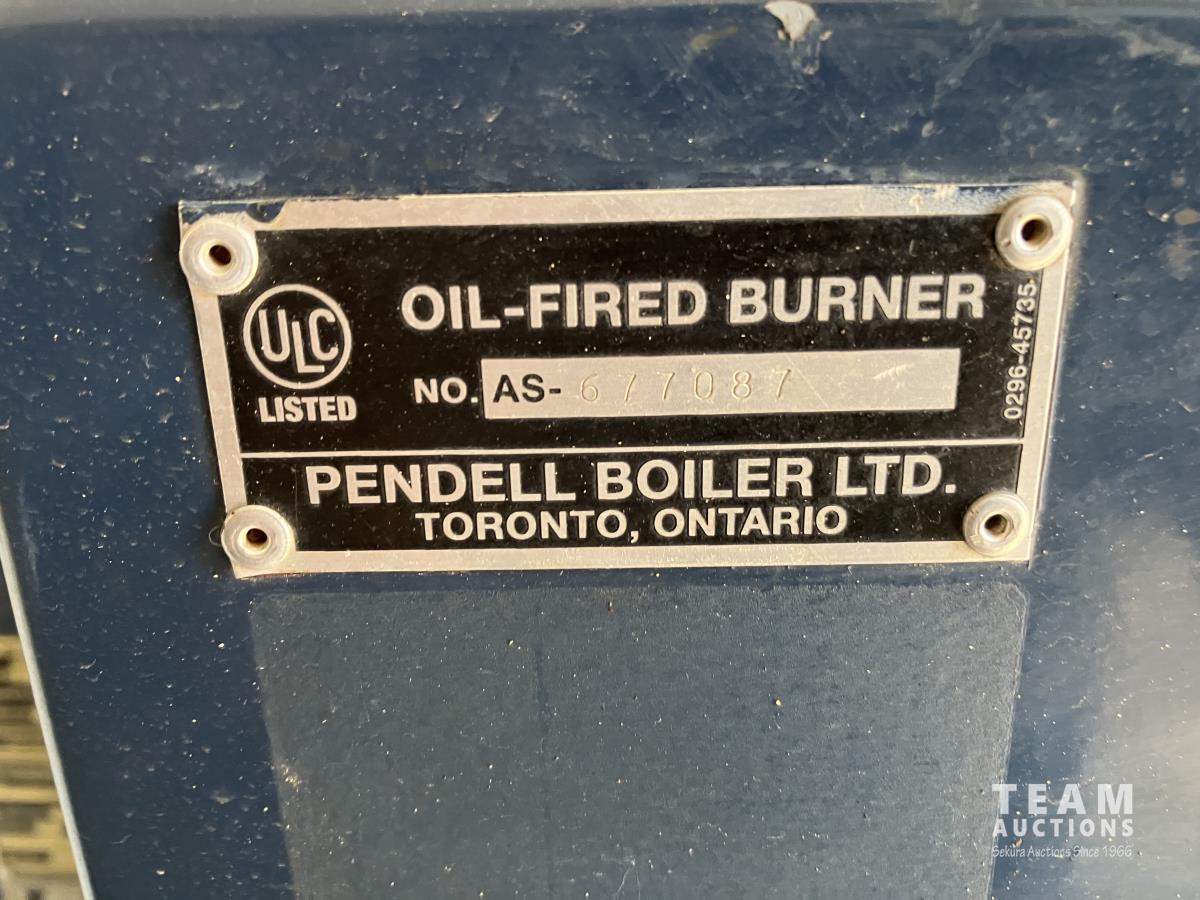 ULC
LISTED
OIL-FIRED BURNER
NO. AS-677087
0296-45735
PENDELL BOILER LTD.
TORONTO, ONTARIO
TEAM
AUCTIONS
Sekura Auctions Since 1966